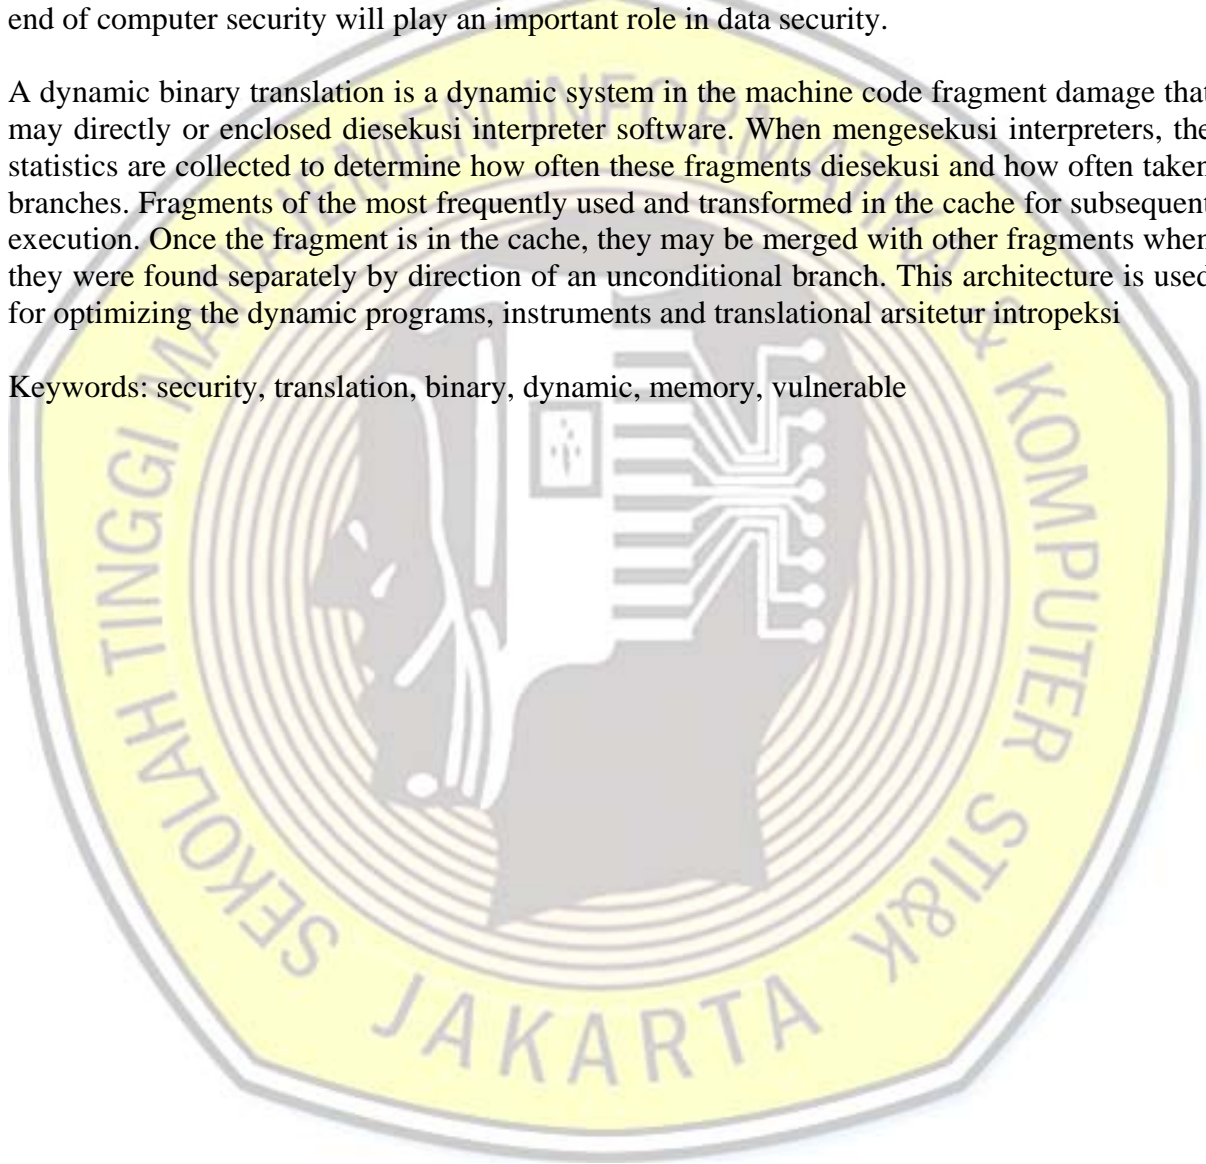 end of computer security will play an important role in data security.
A dynamic binary translation is a dynamic system in the machine code fragment damage that
may directly or enclosed diesekusi interpreter software. When mengesekusi interpreters, the
statistics are collected to determine how often these fragments diesekusi and how often taken
branches. Fragments of the most frequently used and transformed in the cache for subsequent
execution. Once the fragment is in the cache, they may be merged with other fragments when
they were found separately by direction of an unconditional branch. This architecture is used
for optimizing the dynamic programs, instruments and translational arsitetur intropeksi
Keywords: security, translation, binary, dynamic, memory, vulnerable
SEKOLAH TINGGI MANAJEMEN INFORMATIKA & KOMPUTER STI&K
JAKARTA